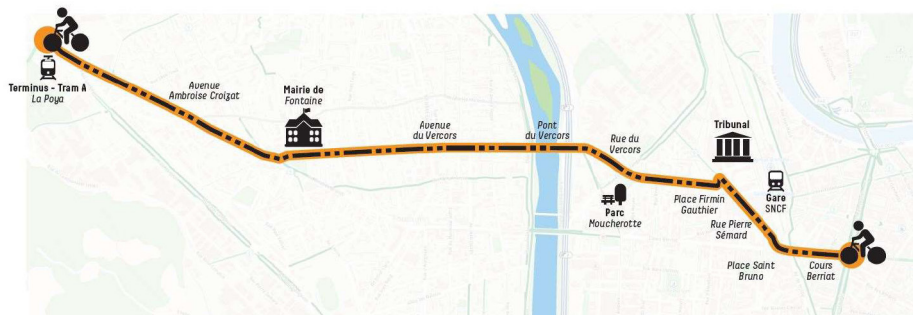 Terminus - Tram A
La Poya
Avenue
Ambroise Croizat
Mairie de
Fontaine
Avenue
du Vercors
Pont
du Vercors
Rue du
Vercors
Parc
Moucherotte
Tribunal
Place Firmin
Gauthier
Gare
SNCF
Rue Pierre
Sémard
Place Saint
Bruno
Cours
Berriat